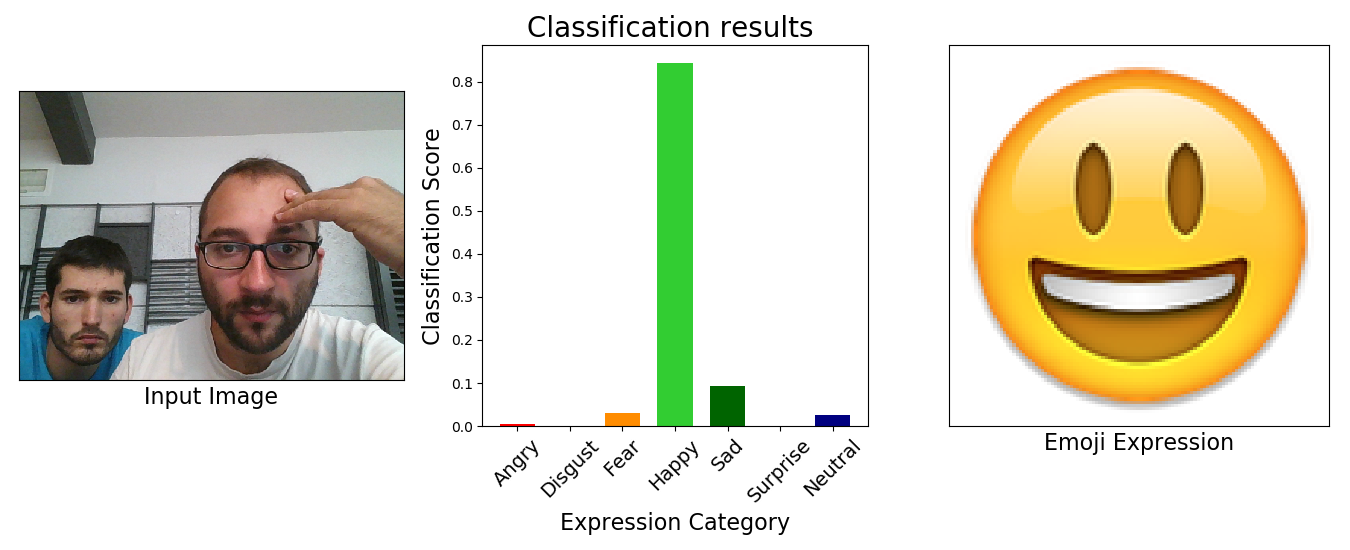 Classification results
Input Image
Classification Score
0.8
0.7
0.6
0.5
0.4
0.3
0.2
0.1
0.0
Angry
Disgust
Fear
Happy
Sad
Surprise
Neutral
Expression Category
Emoji Expression